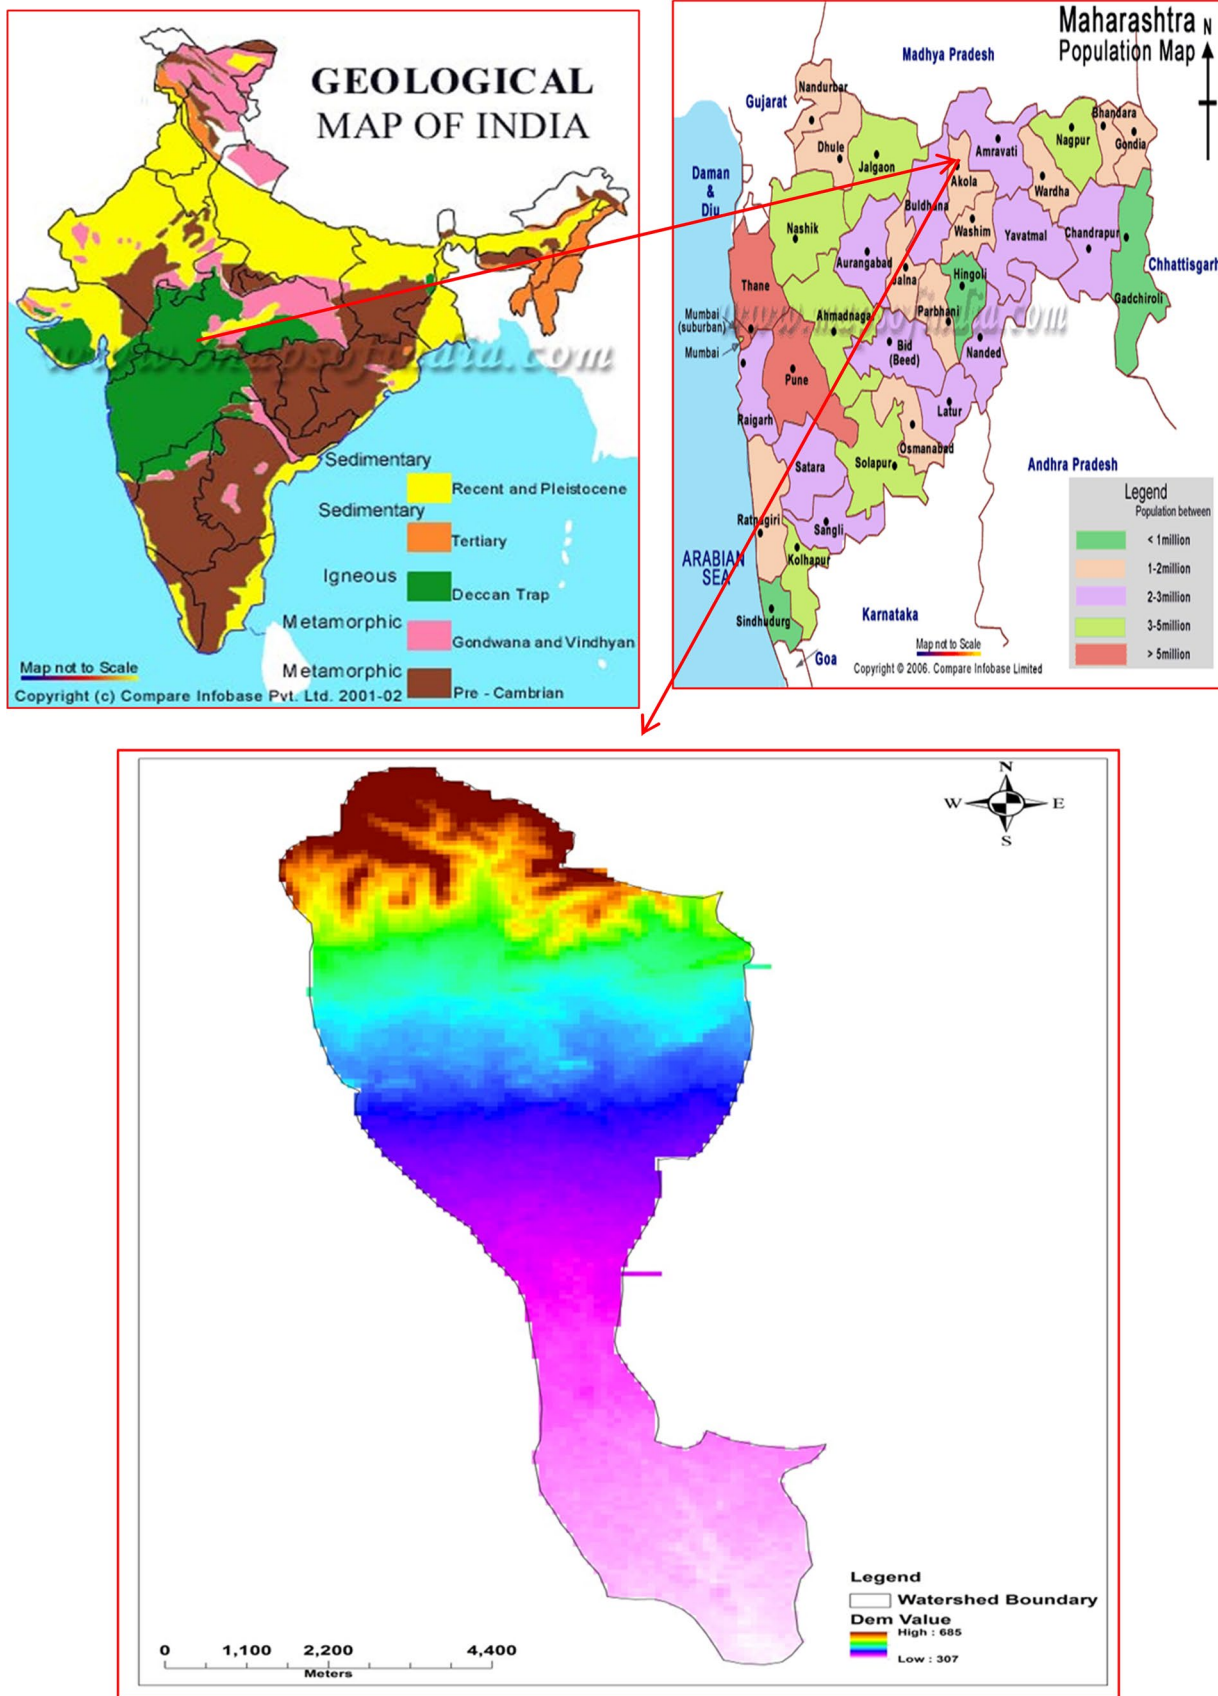 GEOLOGICAL
MAP OF INDIA
www.mapsofindia.com
Sedimentary
Recent and Pleistocene
Sedimentary
Tertiary
Igneous
Deccan Trap
Metamorphic
Gondwana and Vindhyan
Metamorphic
Pre - Cambrian
Map not to Scale
Copyright (c) Compare Infobase Pvt. Ltd. 2001-02
Maharashtra
Population Map
N
Madhya Pradesh
Gujarat
Nandurbar
Bhandara
Nagpur
Gondia
Dhule
Jalgaon
Amravati
Daman
&
Diu
Akola
Wardha
Buldhana
Nashik
Washim
Yavatmal
Chandrapur
Aurangabad
Chhattisgarh
Thane
Jalna
Hingoli
Gadchiroli
www.mapsofindia.com
Mumbai
(suburban)
Ahmadnagar
Parbhani
Mumbai
Bid
(Beed)
Nanded
Pune
Raigarh
Latur
Osmanabad
Satara
Solapur
Andhra Pradesh
Ratnagiri
Sangli
Kolhapur
ARABIAN
SEA
Sindhudurg
Karnataka
Goa
Map not to Scale
Copyright © 2006. Compare Infobase Limited
Legend
Population between
< 1million
1-2million
2-3million
3-5million
> 5million
N
W E
S
Legend
Watershed Boundary
Dem Value
High : 685
Low : 307
0 1,100 2,200 4,400
Meters